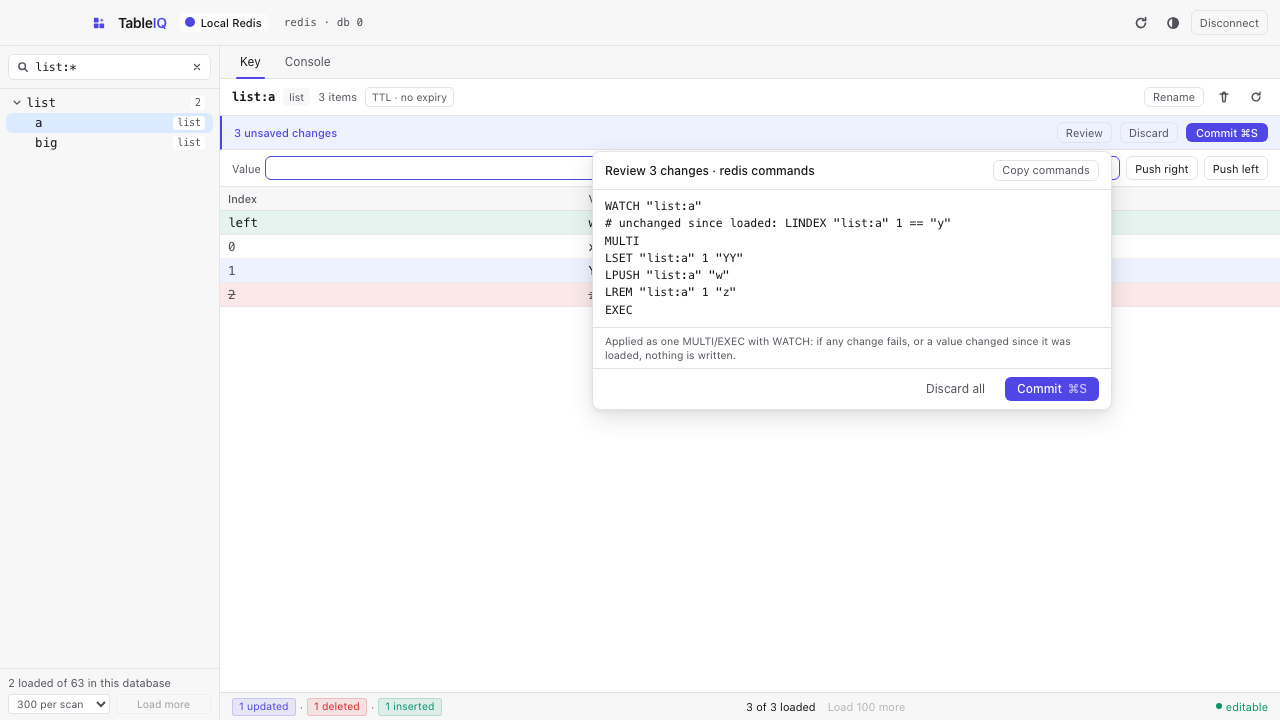 TableIQ
Local Redis
redis · db 0
Disconnect
list:*
list 2
a list
big list
Key Console
list:a list 3 items TTL · no expiry Rename
3 unsaved changes Review Discard Commit ⌘S
Value Push right Push left
Index
left
0
1
2
Review 3 changes · redis commands Copy commands
WATCH "list:a"
# unchanged since loaded: LINDEX "list:a" 1 == "y"
MULTI
LSET "list:a" 1 "YY"
LPUSH "list:a" "w"
LREM "list:a" 1 "z"
EXEC
Applied as one MULTI/EXEC with WATCH: if any change fails, or a value changed since it was
loaded, nothing is written.
Discard all Commit ⌘S
2 loaded of 63 in this database
300 per scan Load more
1 updated · 1 deleted · 1 inserted 3 of 3 loaded Load 100 more editable